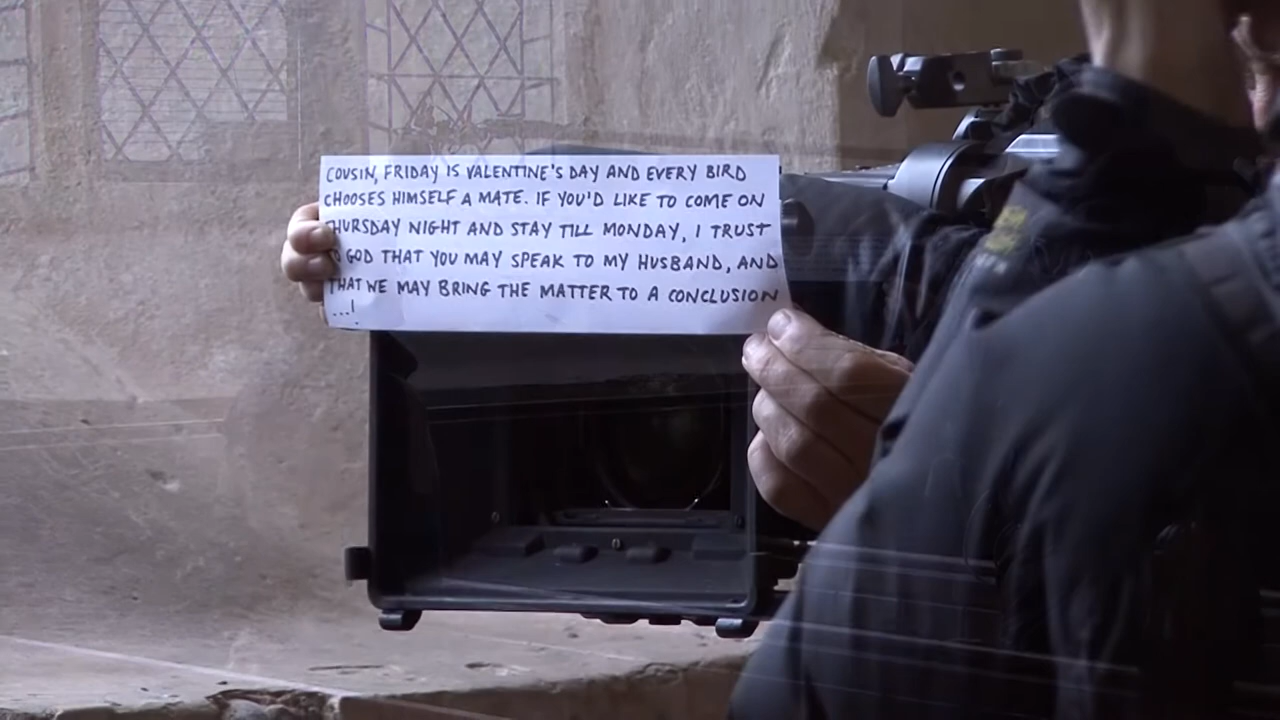 COUSIN, FRIDAY IS VALENTINE'S DAY AND EVERY BIRD
CHOOSES HIMSELF A MATE. IF YOU'D LIKE TO COME ON
THURSDAY NIGHT AND STAY TILL MONDAY, I TRUST
TO GOD THAT YOU MAY SPEAK TO MY HUSBAND, AND
THAT WE MAY BRING THE MATTER TO A CONCLUSION
...!